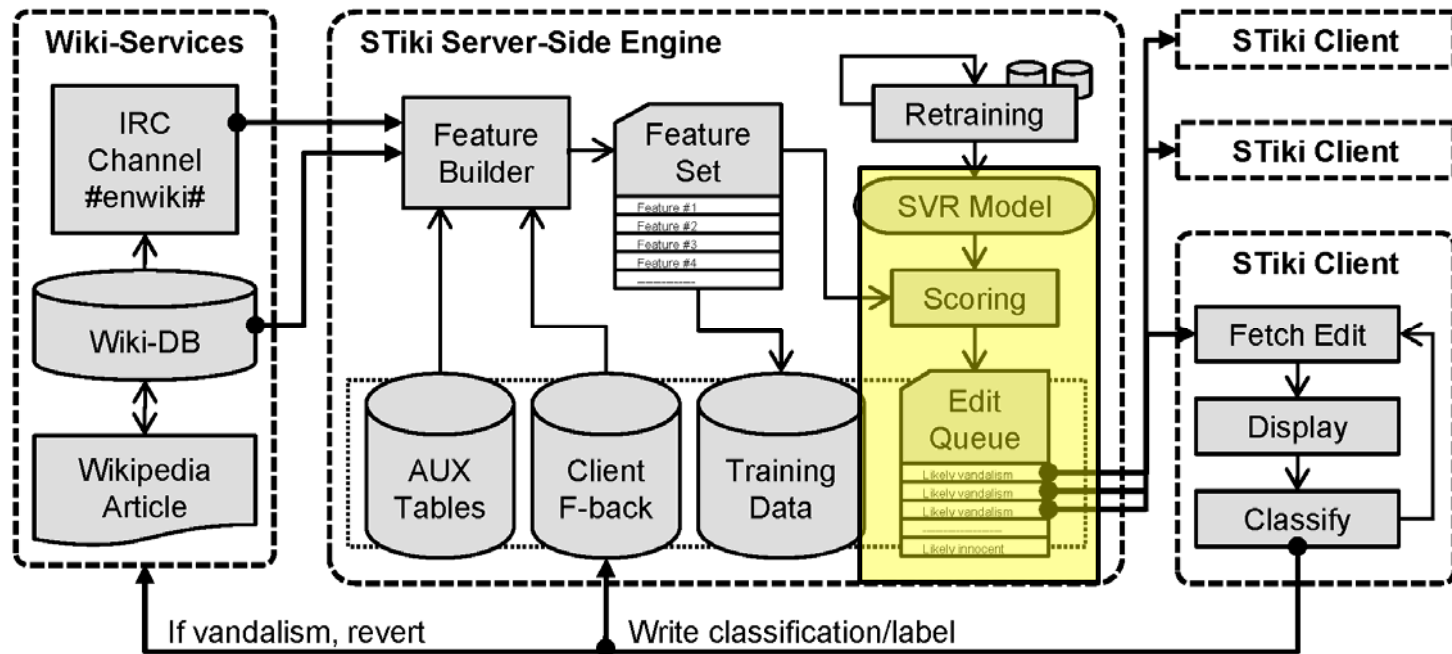 Wiki-Services
IRC
Channel
#enwiki#
Wiki-DB
Wikipedia
Article
STiki Server-Side Engine
Feature
Builder
Feature
Set
Feature #1
Feature #2
Feature #3
Feature #4
Retraining
SVR Model
Scoring
Edit
Queue
Likely vandalism
Likely vandalism
Likely vandalism
Likely innocent
AUX
Tables
Client
F-back
Training
Data
STiki Client
STiki Client
STiki Client
Fetch Edit
Display
Classify
If vandalism, revert
Write classification/label